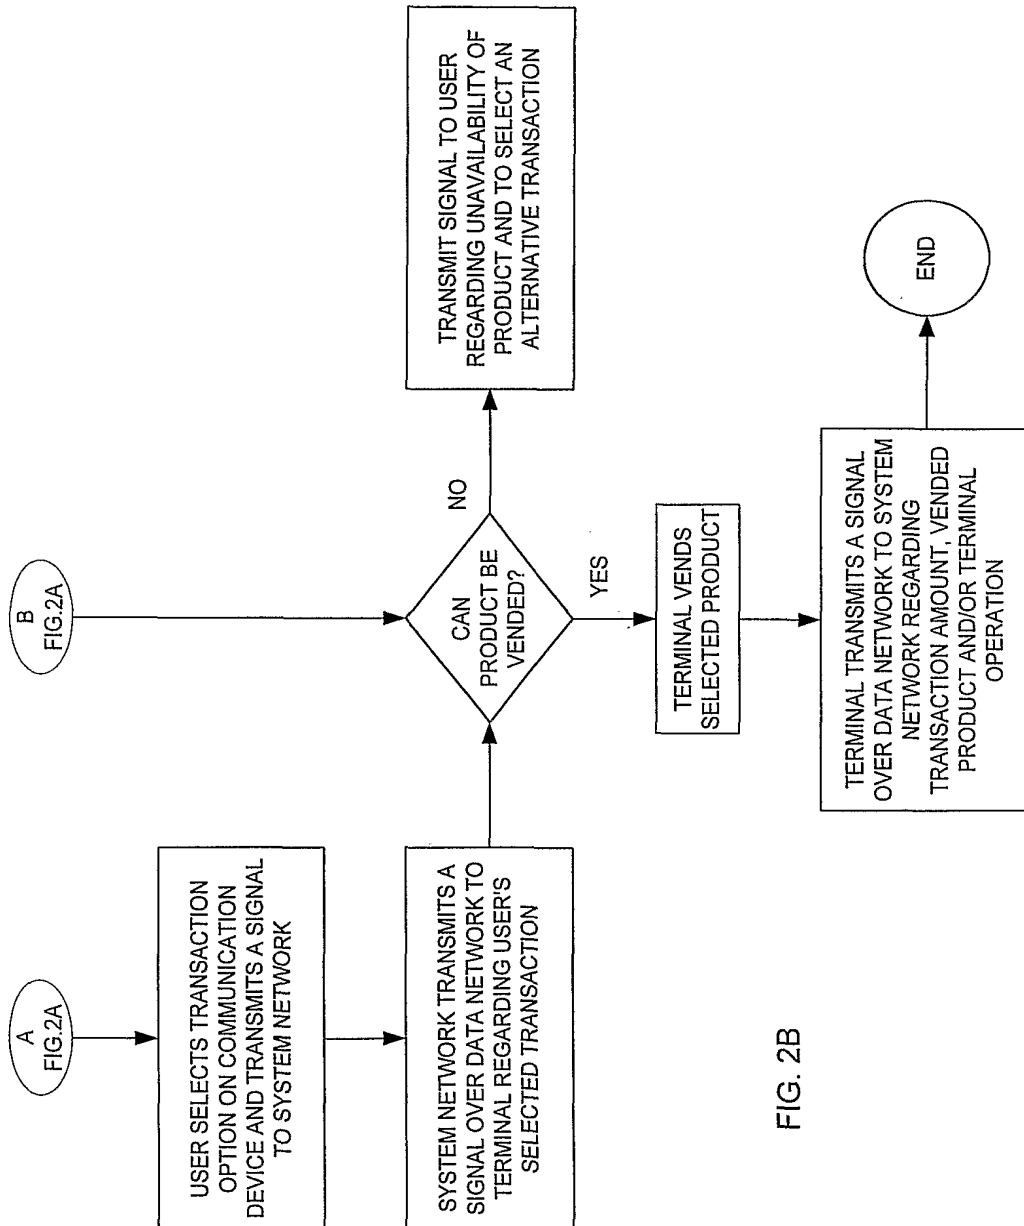 A
FIG.2A
USER SELECTS TRANSACTION
OPTION ON COMMUNICATION
DEVICE AND TRANSMITS A SIGNAL
TO SYSTEM NETWORK
SYSTEM NETWORK TRANSMITS A
SIGNAL OVER DATA NETWORK TO
TERMINAL REGARDING USER'S
SELECTED TRANSACTION
B
FIG.2A
CAN
PRODUCT BE
VENDED?
NO
TRANSMIT SIGNAL TO USER
REGARDING UNAVAILABILITY OF
PRODUCT AND TO SELECT AN
ALTERNATIVE TRANSACTION
YES
TERMINAL VENDS
SELECTED PRODUCT
TERMINAL TRANSMITS A SIGNAL
OVER DATA NETWORK TO SYSTEM
NETWORK REGARDING
TRANSACTION AMOUNT, VENDED
PRODUCT AND/OR TERMINAL
OPERATION
END
FIG. 2B